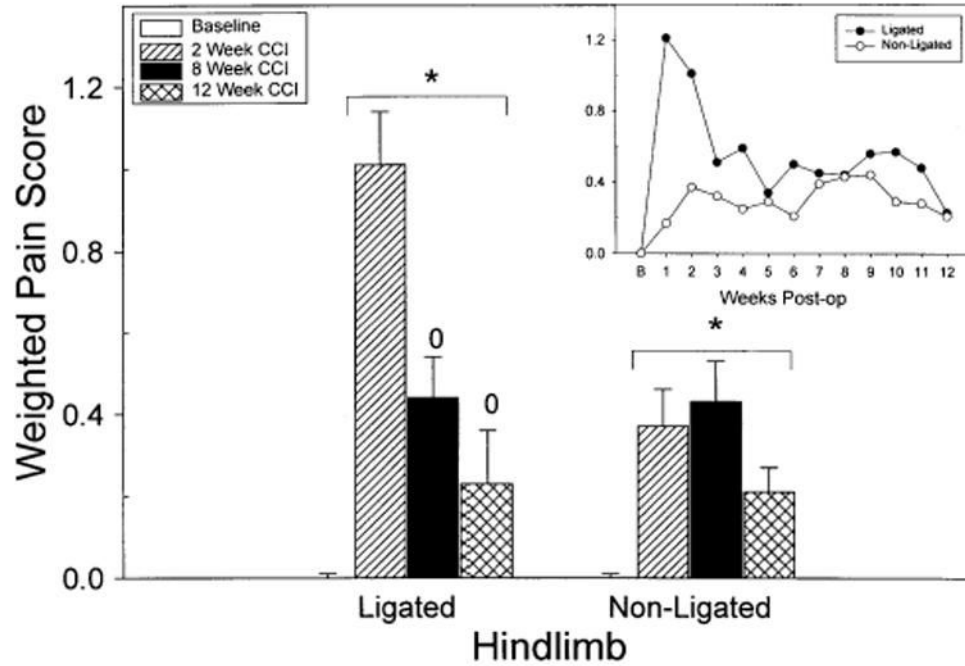 Baseline
2 Week CCI
8 Week CCI
12 Week CCI
Ligated
Non-Ligated
1.2
0.8
0.4
0.0
B 1 2 3 4 5 6 7 8 9 10 11 12
Weeks Post-op
Weighted Pain Score
1.2
0.8
0.4
0.0
*
0
0
*
Ligated Non-Ligated
Hindlimb